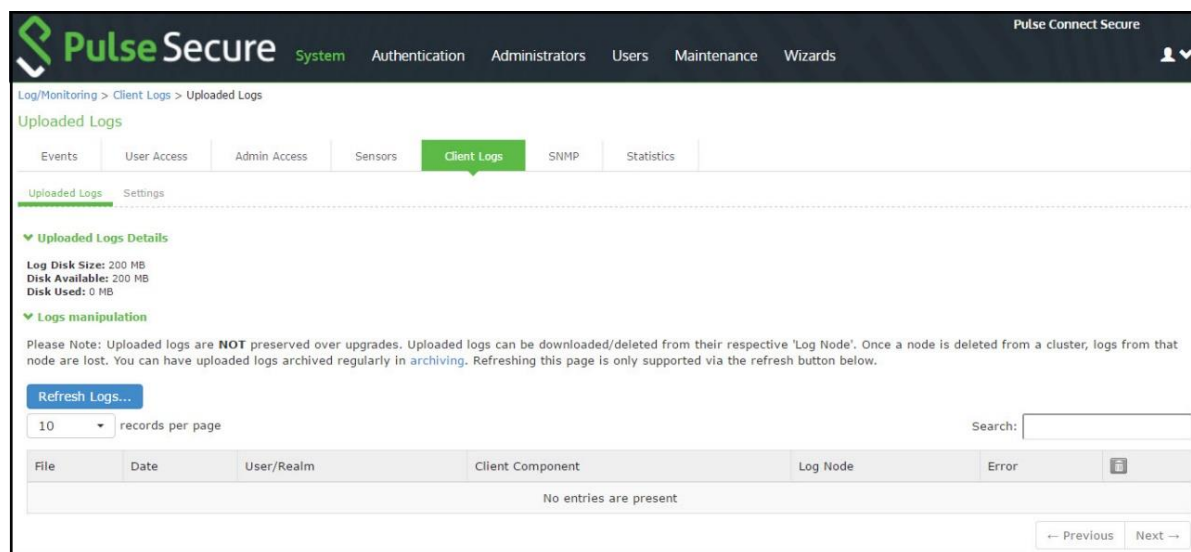 Pulse Connect Secure
Pulse Secure System Authentication Administrators Users Maintenance Wizards
Log/Monitoring > Client Logs > Uploaded Logs
Uploaded Logs
Events User Access Admin Access Sensors Client Logs SNMP Statistics
Uploaded Logs Settings
Uploaded Logs Details
Log Disk Size: 200 MB
Disk Available: 200 MB
Disk Used: 0 MB
Logs manipulation
Please Note: Uploaded logs are NOT preserved over upgrades. Uploaded logs can be downloaded/deleted from their respective 'Log Node'. Once a node is deleted from a cluster, logs from that
node are lost. You can have uploaded logs archived regularly in archiving. Refreshing this page is only supported via the refresh button below.
Refresh Logs...
10 records per page Search:
File Date User/Realm Client Component Log Node Error
No entries are present
← Previous Next →